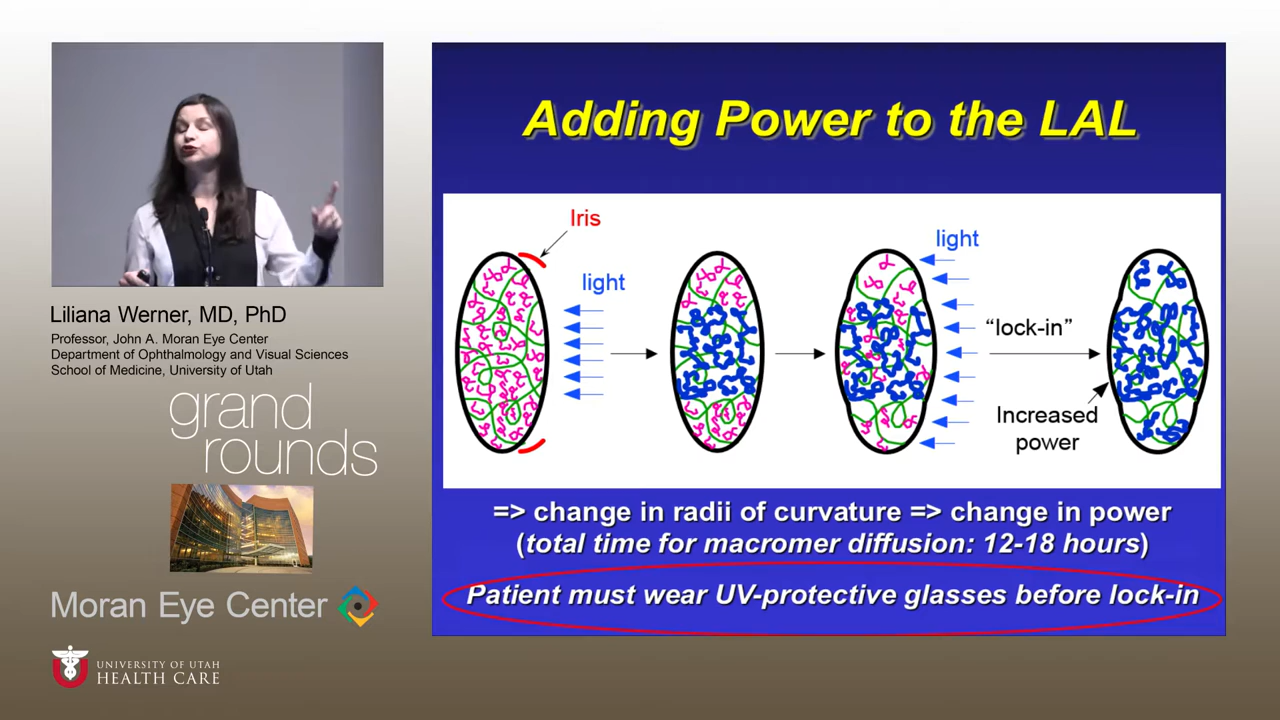 Adding Power to the LAL
Iris
light
light
“lock-in”
Increased
power
=> change in radii of curvature => change in power
(total time for macromer diffusion: 12-18 hours)
Patient must wear UV-protective glasses before lock-in
Liliana Werner, MD, PhD
Professor, John A. Moran Eye Center
Department of Ophthalmology and Visual Sciences
School of Medicine, University of Utah
grand
rounds
Moran Eye Center
UNIVERSITY OF UTAH
HEALTH CARE